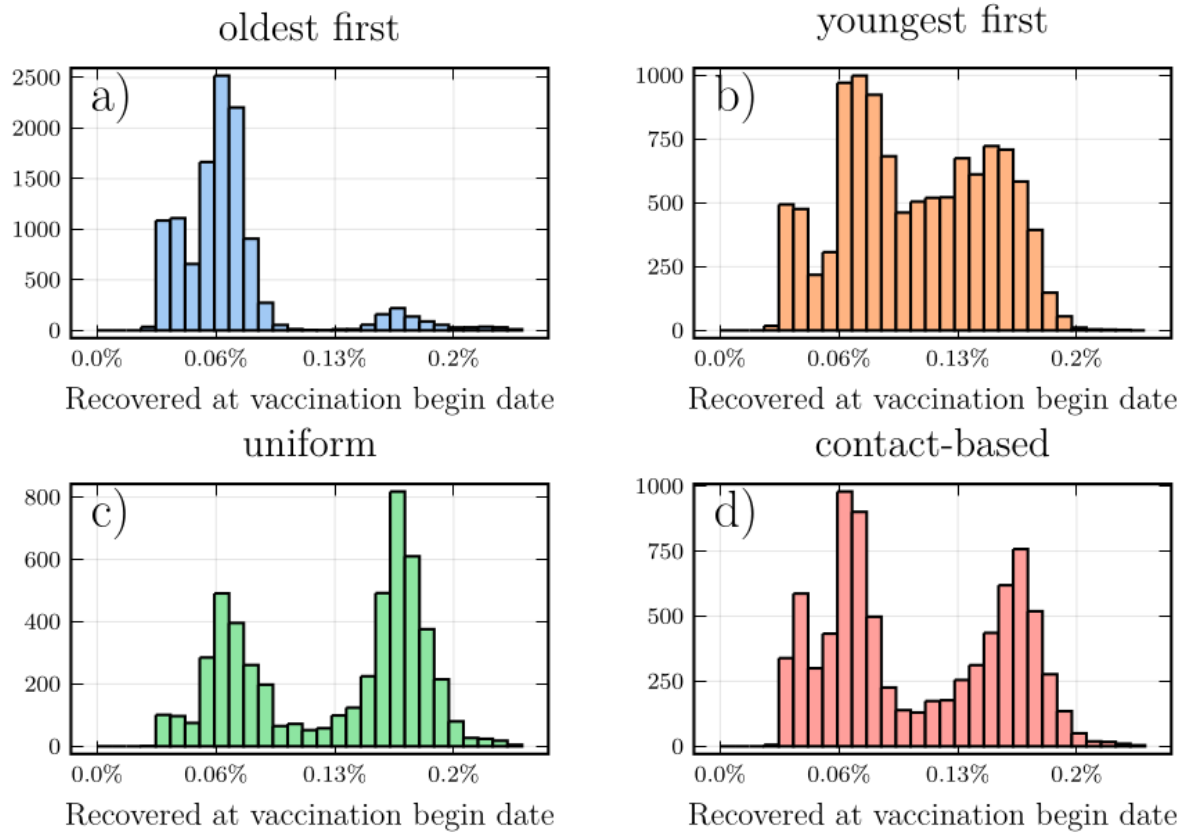 oldest first
a)
2500
2000
1500
1000
500
0
0.0% 0.06% 0.13% 0.2%
Recovered at vaccination begin date
youngest first
b)
1000
750
500
250
0
0.0% 0.06% 0.13% 0.2%
Recovered at vaccination begin date
uniform
c)
800
600
400
200
0
0.0% 0.06% 0.13% 0.2%
Recovered at vaccination begin date
contact-based
d)
1000
750
500
250
0
0.0% 0.06% 0.13% 0.2%
Recovered at vaccination begin date